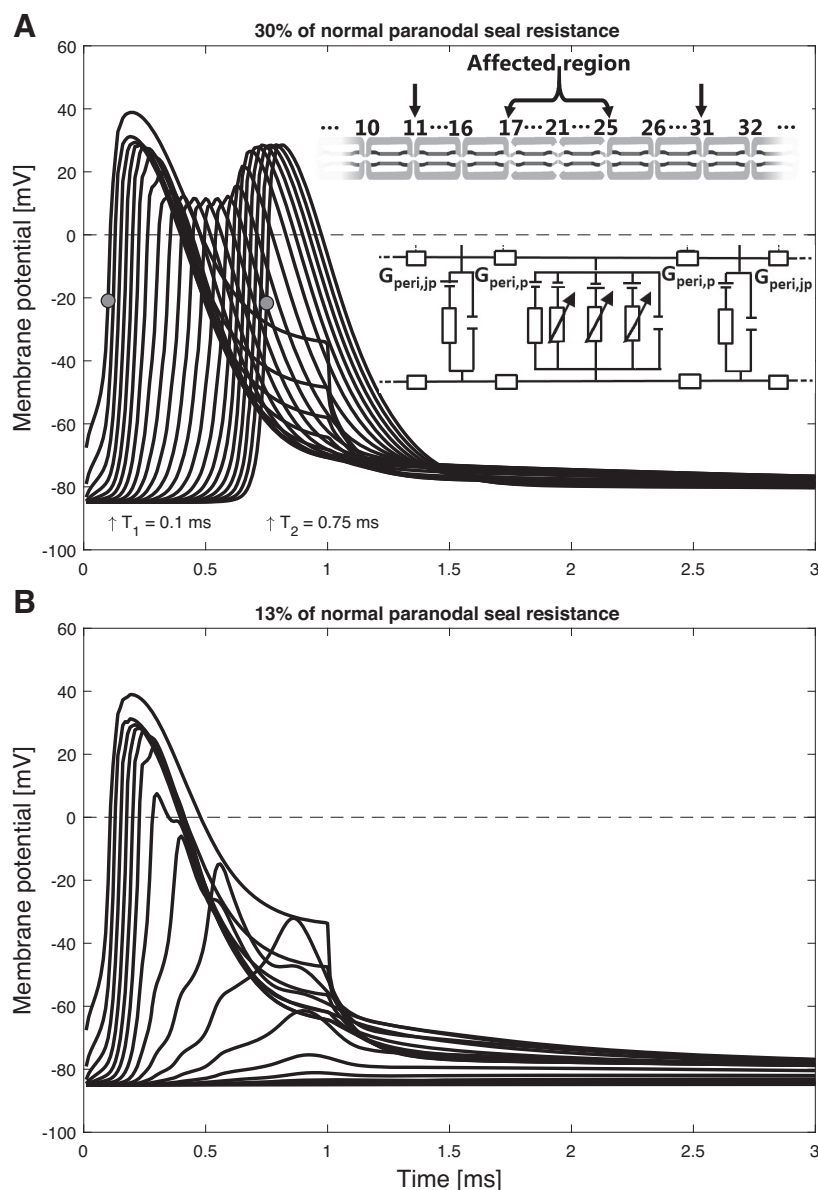 A
30% of normal paranodal seal resistance
Affected region
... 10 11 ... 16 17 ... 21 ... 25 26 ... 31 32 ...
G_peri,jp G_peri,p G_peri,p G_peri,jp
Membrane potential [mV]
60
40
20
0
-20
-40
-60
-80
-100
↑ T_1 = 0.1 ms ↑ T_2 = 0.75 ms
0 0.5 1 1.5 2 2.5 3
B
13% of normal paranodal seal resistance
Membrane potential [mV]
60
40
20
0
-20
-40
-60
-80
-100
0 0.5 1 1.5 2 2.5 3
Time [ms]